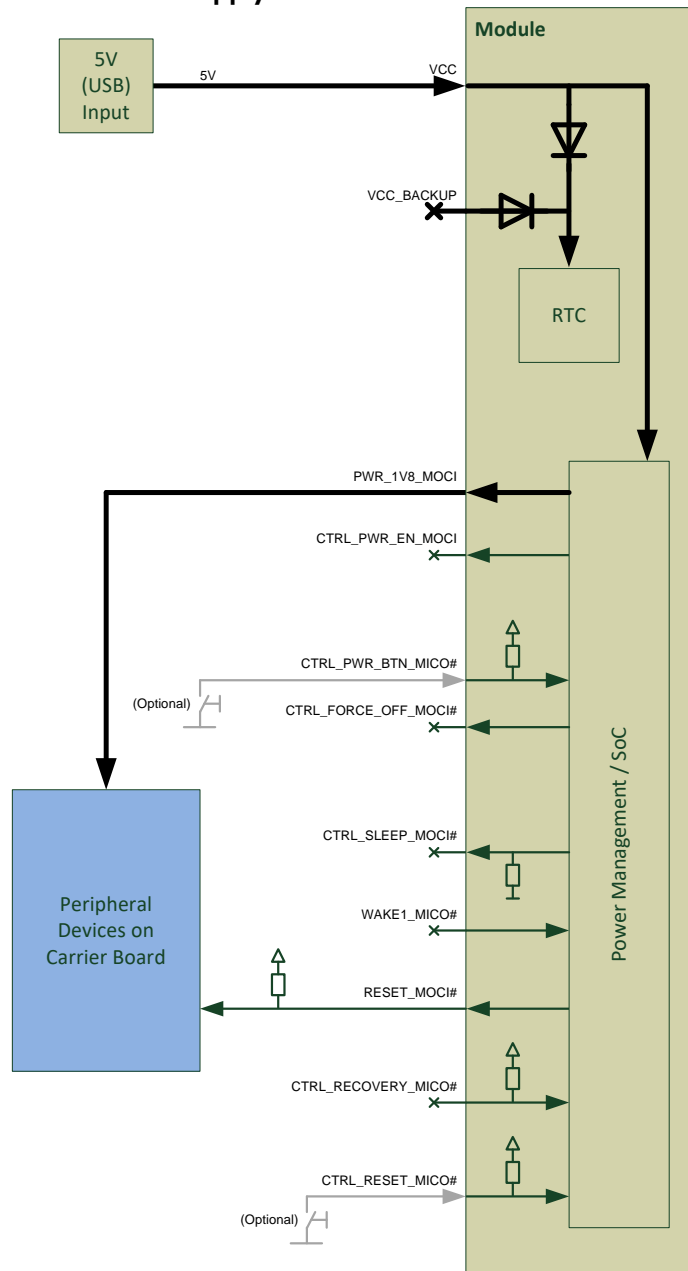 Module
5V
(USB)
Input
5V
VCC
VCC_BACKUP
RTC
PWR_1V8_MOCI
CTRL_PWR_EN_MOCI
CTRL_PWR_BTN_MICO#
(Optional)
CTRL_FORCE_OFF_MOCI#
Power Management / SoC
CTRL_SLEEP_MOCI#
Peripheral
Devices on
Carrier Board
WAKE1_MICO#
RESET_MOCI#
CTRL_RECOVERY_MICO#
CTRL_RESET_MICO#
(Optional)